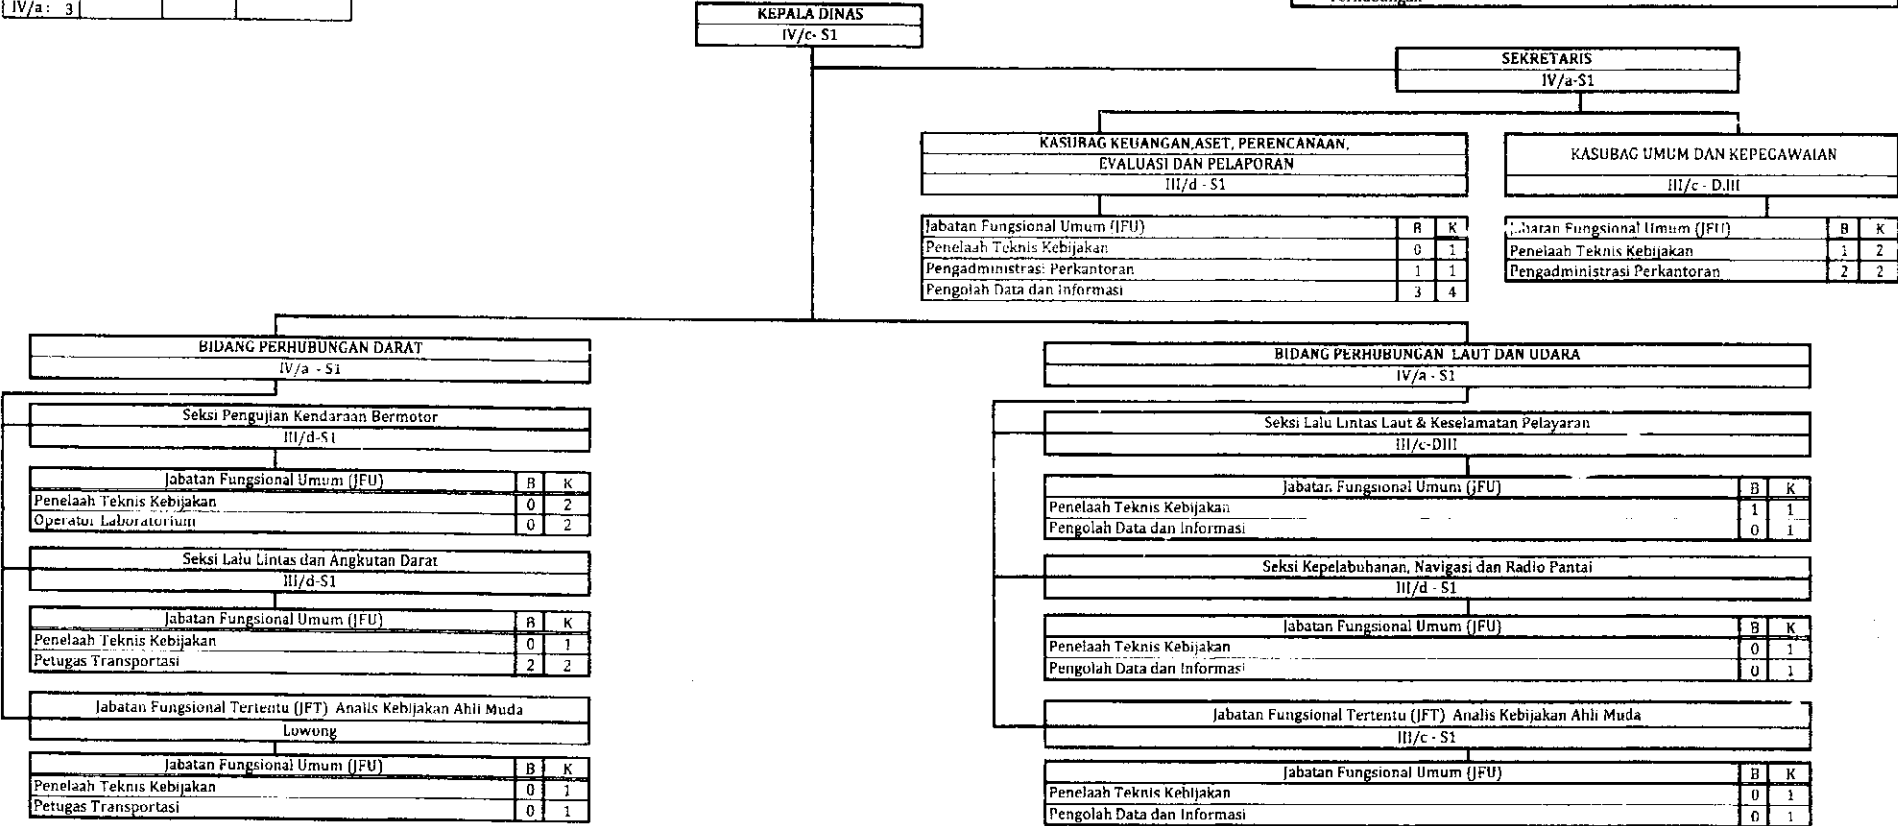 IV/a : 3
Perhubungan
KEPALA DINAS
IV/c- S1
SEKRETARIS
IV/a-S1
KASUBAG KEUANGAN,ASET, PERENCANAAN,
EVALUASI DAN PELAPORAN
III/d - S1
KASUBAG UMUM DAN KEPEGAWAIAN
III/c - D.III
Jabatan Fungsional Umum (JFU) B K
Penelaah Teknis Kebijakan 0 1
Pengadministrasi Perkantoran 1 1
Pengolah Data dan Informasi 3 4
Jabatan Fungsional Umum (JFU) B K
Penelaah Teknis Kebijakan 1 2
Pengadministrasi Perkantoran 2 2
BIDANG PERHUBUNGAN DARAT
IV/a - S1
Seksi Pengujian Kendaraan Bermotor
III/d-S1
Jabatan Fungsional Umum (JFU) B K
Penelaah Teknis Kebijakan 0 2
Operator Laboratorium 0 2
Seksi Lalu Lintas dan Angkutan Darat
III/d-S1
Jabatan Fungsional Umum (JFU) B K
Penelaah Teknis Kebijakan 0 1
Petugas Transportasi 2 2
Jabatan Fungsional Tertentu (JFT) Analis Kebijakan Ahli Muda
Lowong
Jabatan Fungsional Umum (JFU) B K
Penelaah Teknis Kebijakan 0 1
Petugas Transportasi 0 1
BIDANG PERHUBUNGAN LAUT DAN UDARA
IV/a - S1
Seksi Lalu Lintas Laut & Keselamatan Pelayaran
III/c-DIII
Jabatan Fungsional Umum (JFU) B K
Penelaah Teknis Kebijakan 1 1
Pengolah Data dan Informasi 0 1
Seksi Kepelabuhanan, Navigasi dan Radio Pantai
III/d - S1
Jabatan Fungsional Umum (JFU) B K
Penelaah Teknis Kebijakan 0 1
Pengolah Data dan Informasi 0 1
Jabatan Fungsional Tertentu (JFT) Analis Kebijakan Ahli Muda
III/c - S1
Jabatan Fungsional Umum (JFU) B K
Penelaah Teknis Kebijakan 0 1
Pengolah Data dan Informasi 0 1